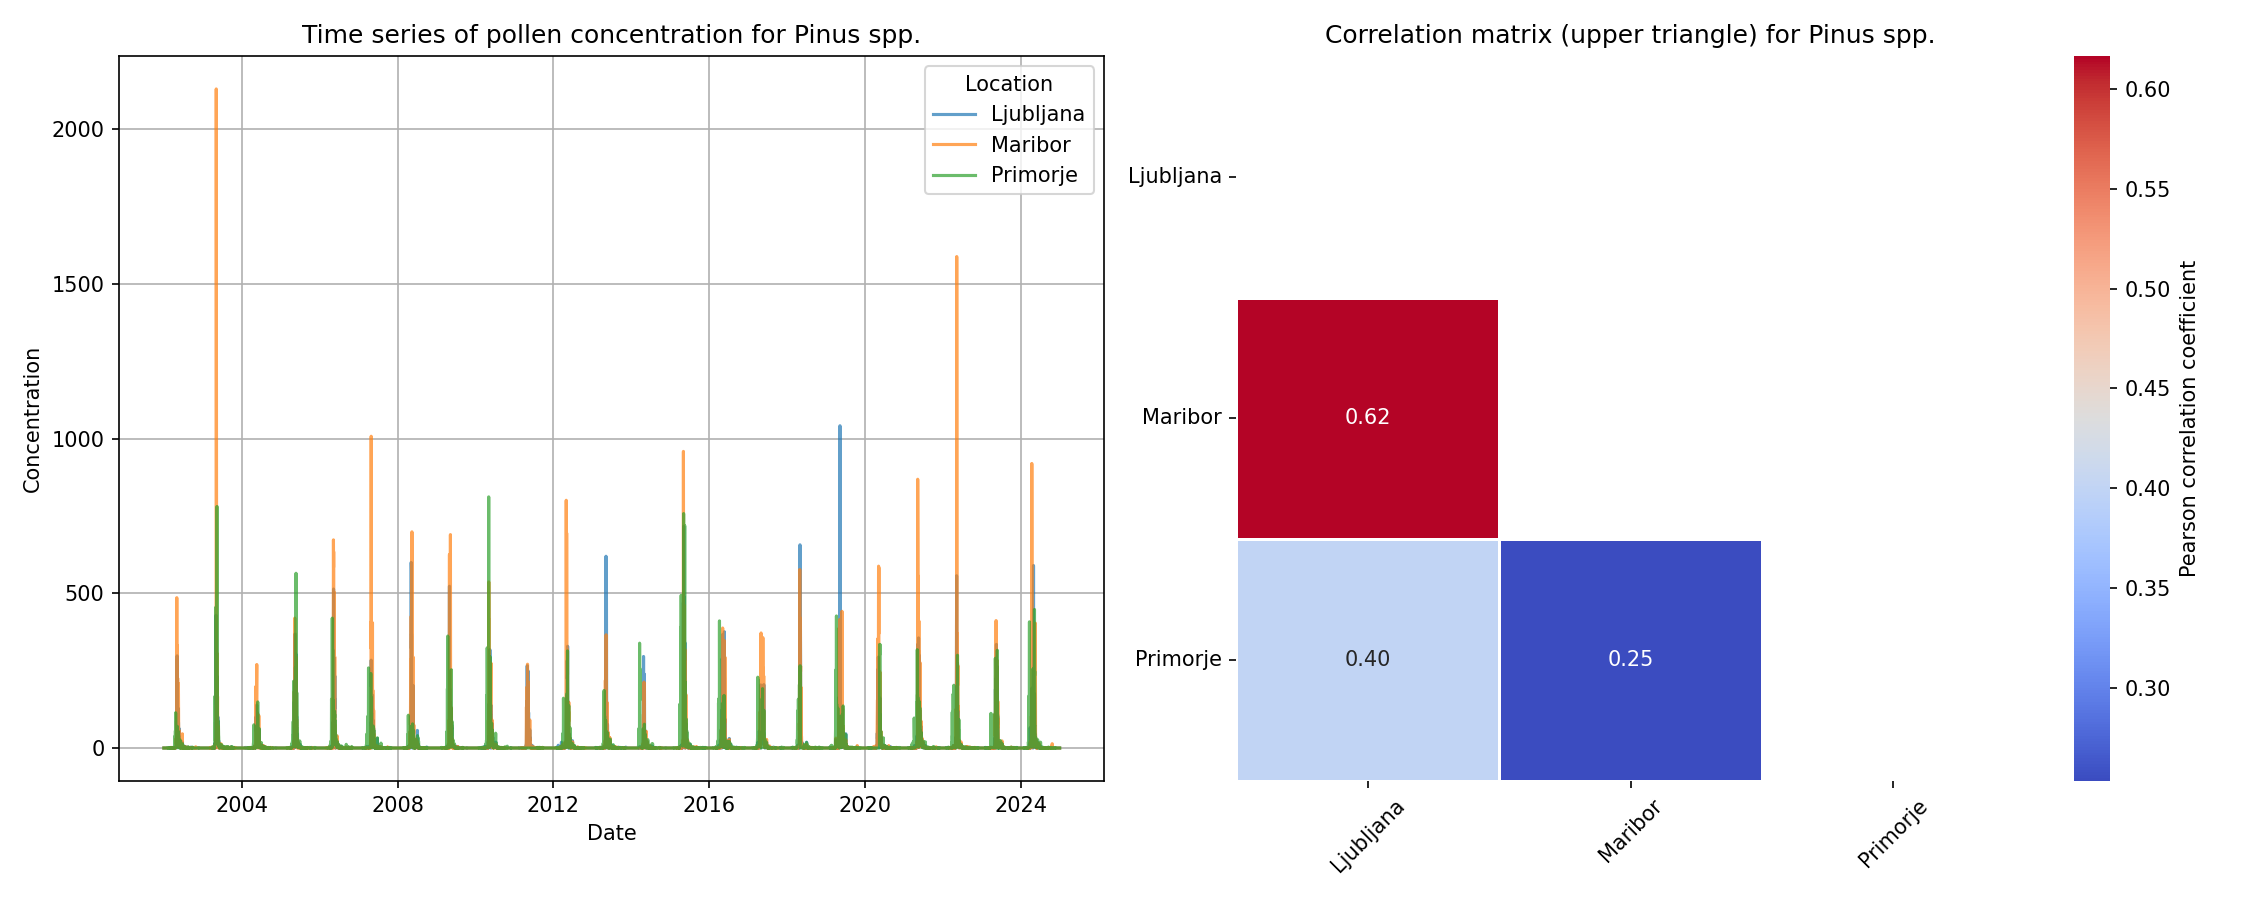 Time series of pollen concentration for Pinus spp.
Concentration
2000
1500
1000
500
0
2004
2008
2012
2016
2020
2024
Date
Location
Ljubljana
Maribor
Primorje
Correlation matrix (upper triangle) for Pinus spp.
Ljubljana
Maribor
Primorje
0.62
0.40
0.25
Ljubljana
Maribor
Primorje
0.60
0.55
0.50
0.45
0.40
0.35
0.30
Pearson correlation coefficient